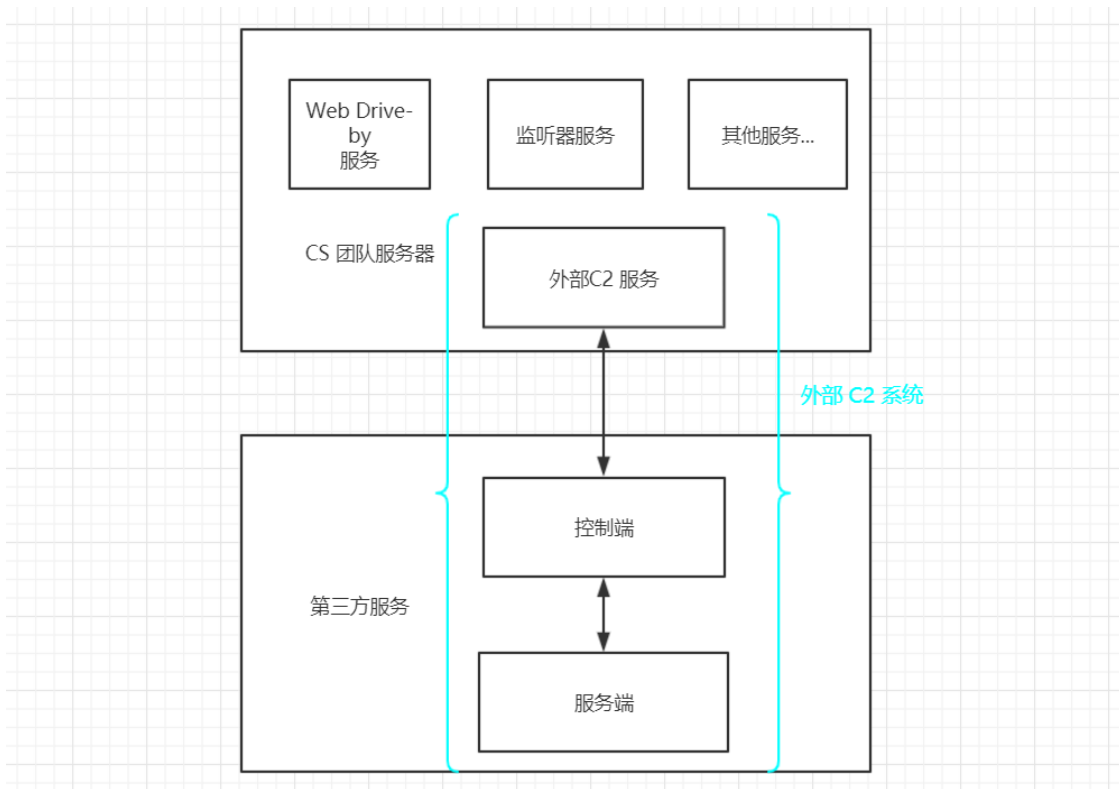 Web Drive-
by
服务
监听器服务
其他服务...
CS 团队服务器
外部C2 服务
外部 C2 系统
控制端
第三方服务
服务端